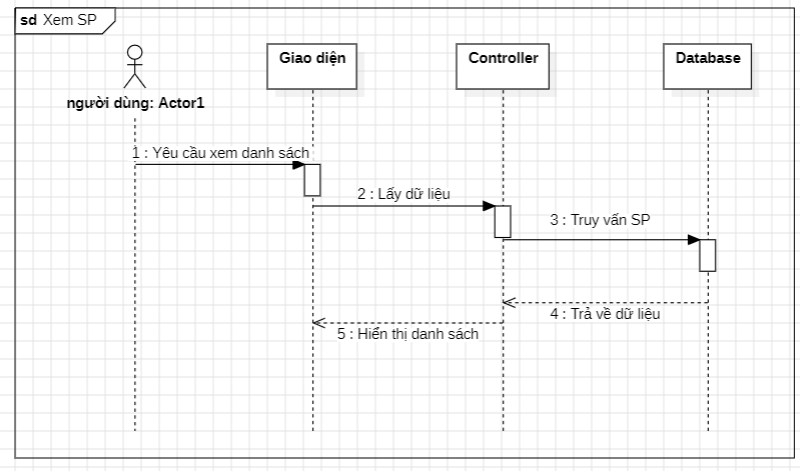 sd Xem SP
Giao diện
Controller
Database
người dùng: Actor1
1 : Yêu cầu xem danh sách
2 : Lấy dữ liệu
3 : Truy vấn SP
4 : Trả về dữ liệu
5 : Hiển thị danh sách